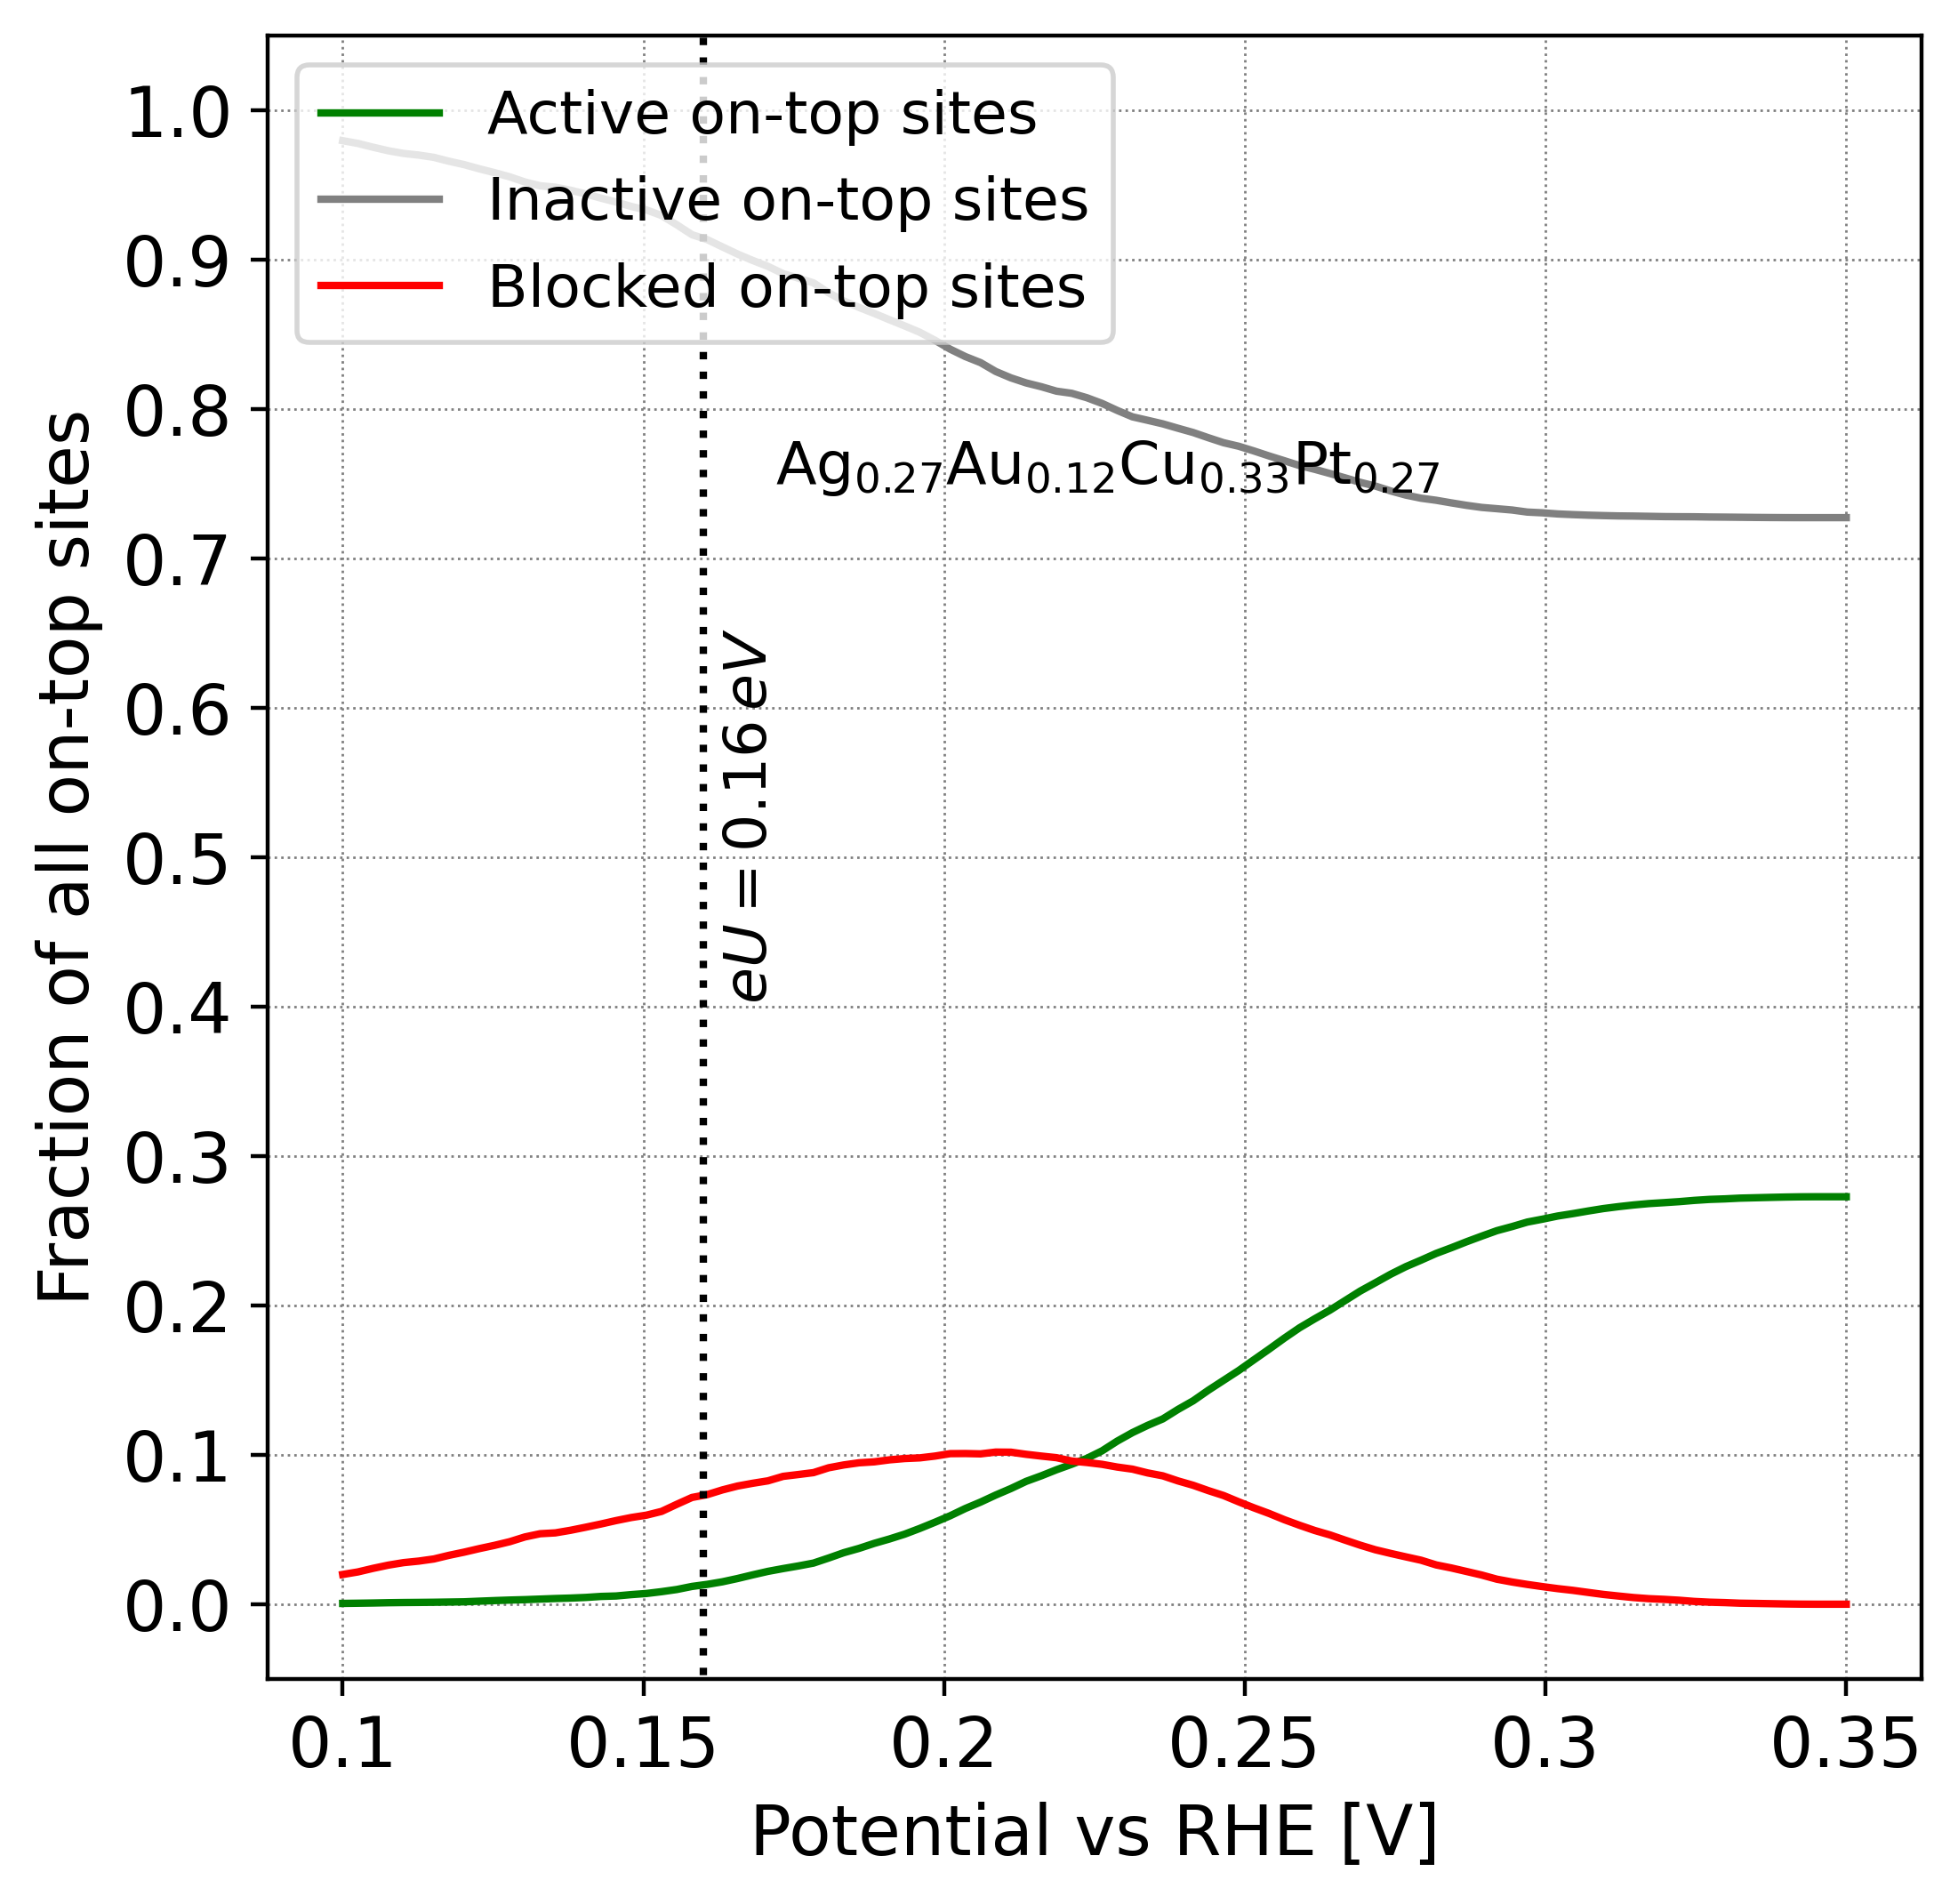 Active on-top sites
Inactive on-top sites
Blocked on-top sites
Ag0.27Au0.12Cu0.33Pt0.27
eU = 0.16 eV
Fraction of all on-top sites
1.0
0.9
0.8
0.7
0.6
0.5
0.4
0.3
0.2
0.1
0.0
0.1 0.15 0.2 0.25 0.3 0.35
Potential vs RHE [V]